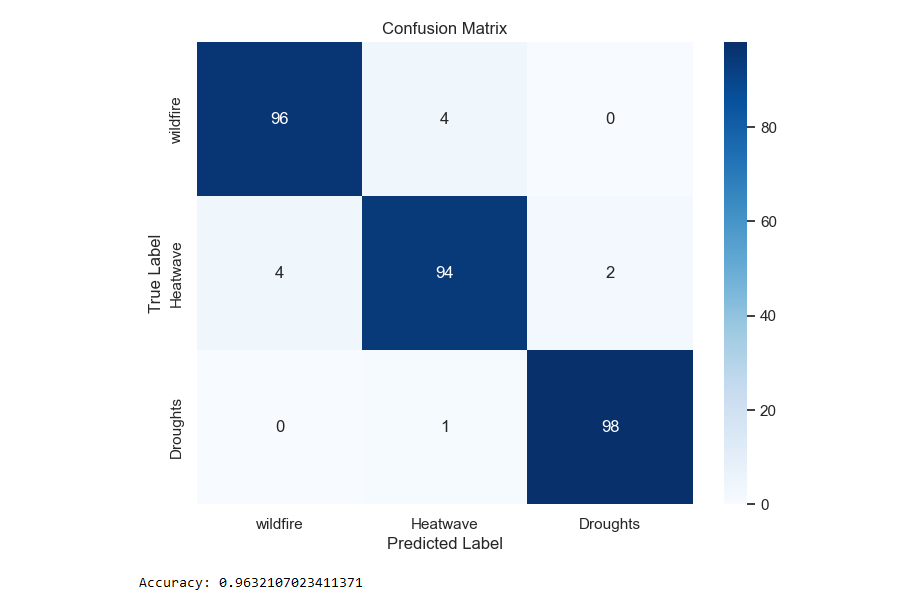 Confusion Matrix
True Label
wildfire
96 4 0
Heatwave
4 94 2
Droughts
0 1 98
wildfire Heatwave Droughts
Predicted Label
80
60
40
20
0
Accuracy: 0.9632107023411371